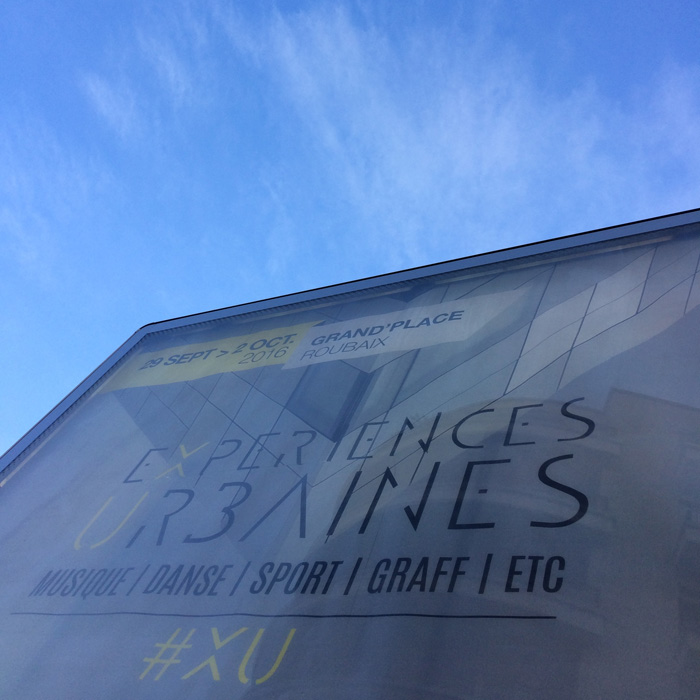 29 SEPT > 2 OCT.
2016
GRAND'PLACE
ROUBAIX
EXPERIENCES
URBAINES
MUSIQUE / DANSE / SPORT / GRAFF / ETC
#XU